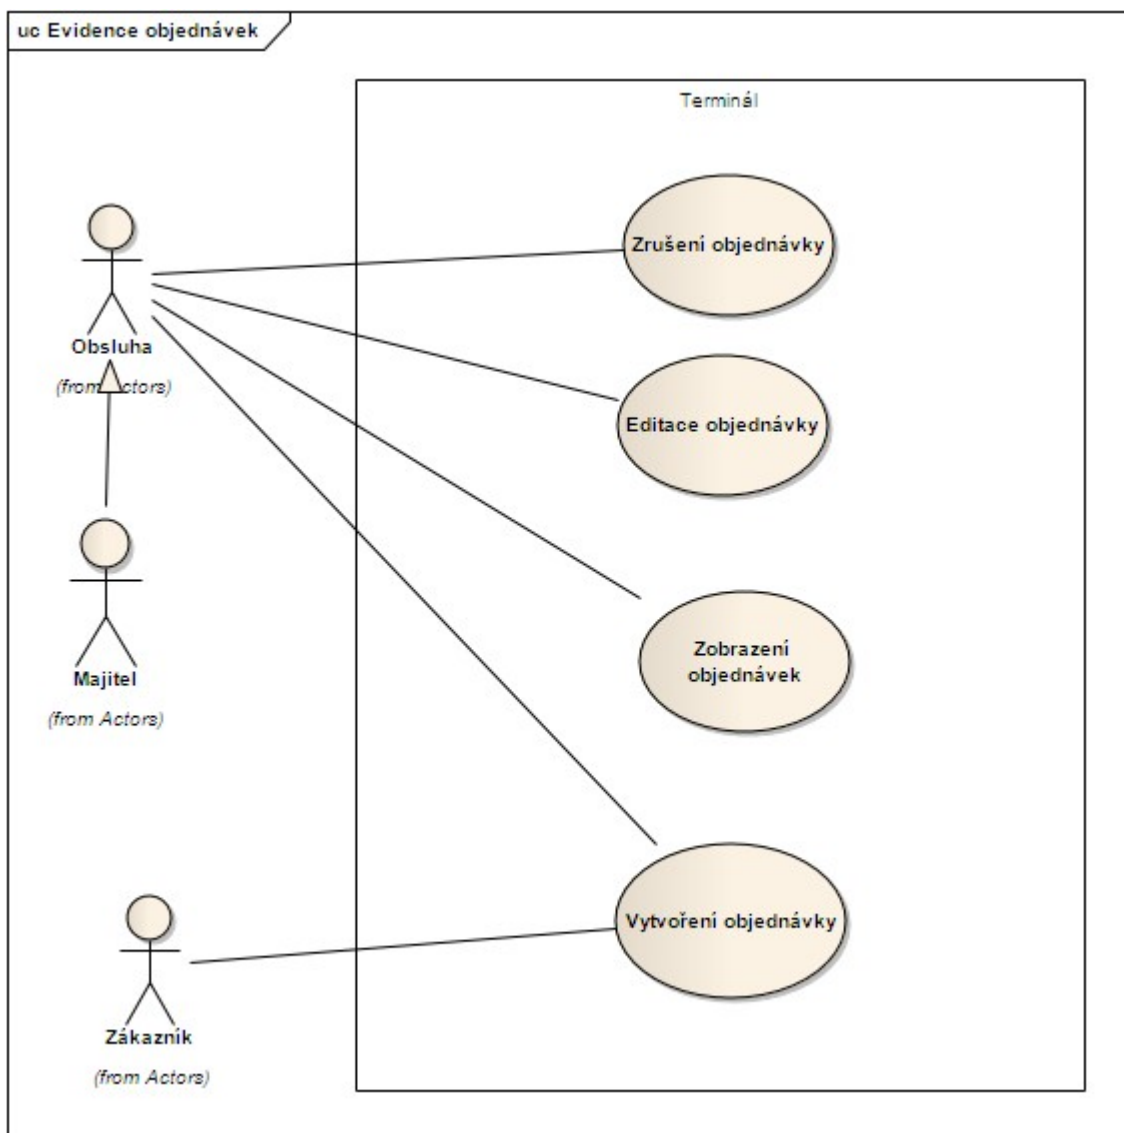 uc Evidence objednávek
Terminál
Zrušení objednávky
Obsluha
(from Actors)
Editace objednávky
Zobrazení
objednávek
Majitel
(from Actors)
Vytvoření objednávky
Zákazník
(from Actors)